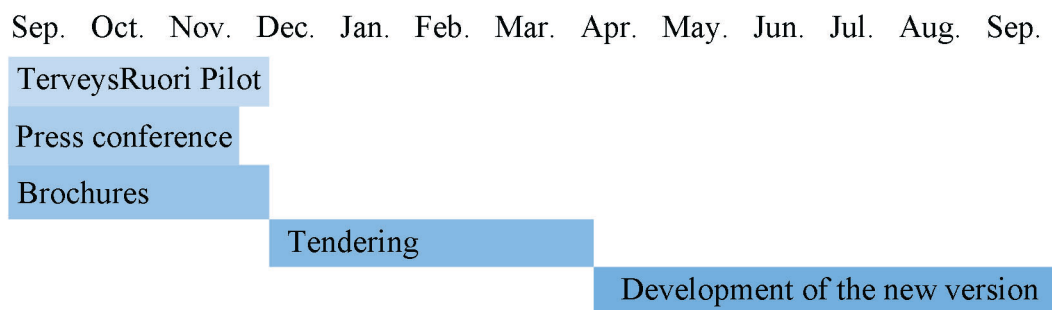 Sep. Oct. Nov. Dec. Jan. Feb. Mar. Apr. May. Jun. Jul. Aug. Sep.
TerveysRuori Pilot
Press conference
Brochures
Tendering
Development of the new version